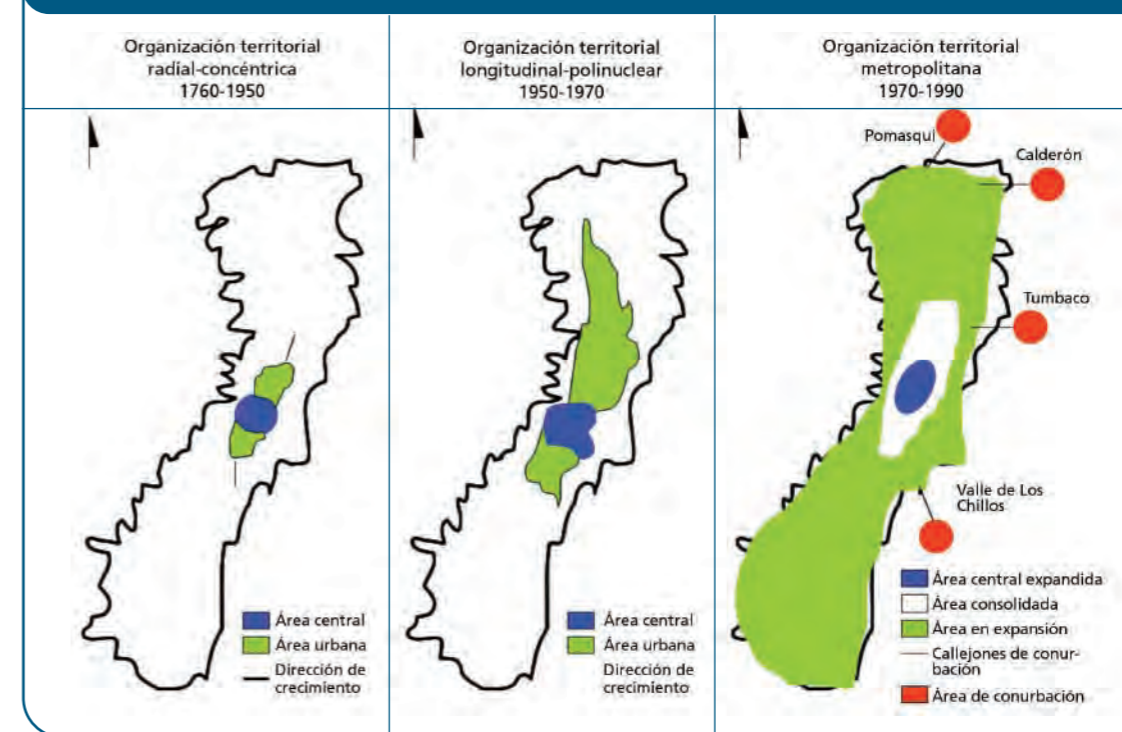 Organización territorial
radial-concéntrica
1760-1950
Organización territorial
longitudinal-polinuclear
1950-1970
Organización territorial
metropolitana
1970-1990
Área central
Área urbana
Dirección de
crecimiento
Área central
Área urbana
Dirección de
crecimiento
Pomasqui
Calderón
Tumbaco
Valle de Los
Chillos
Área central expandida
Área consolidada
Área en expansión
Callejones de conur-
bación
Área de conurbación